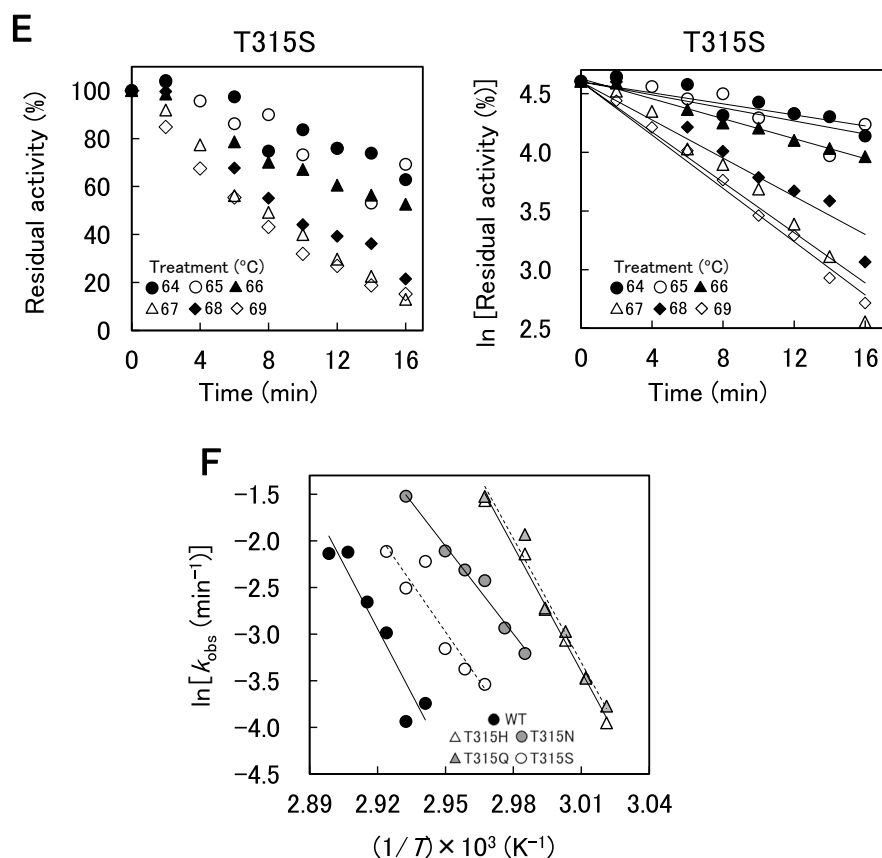 E
T315S
Residual activity (%)
100
80
60
40
20
0
Treatment (°C)
64 65 66
67 68 69
0 4 8 12 16
Time (min)
T315S
ln [Residual activity (%)]
4.5
4.0
3.5
3.0
2.5
Treatment (°C)
64 65 66
67 68 69
0 4 8 12 16
Time (min)
F
ln[kobs (min⁻¹)]
−1.5
−2.0
−2.5
−3.0
−3.5
−4.0
−4.5
WT
T315H T315N
T315Q T315S
2.89 2.92 2.95 2.98 3.01 3.04
(1/T) × 10³ (K⁻¹)